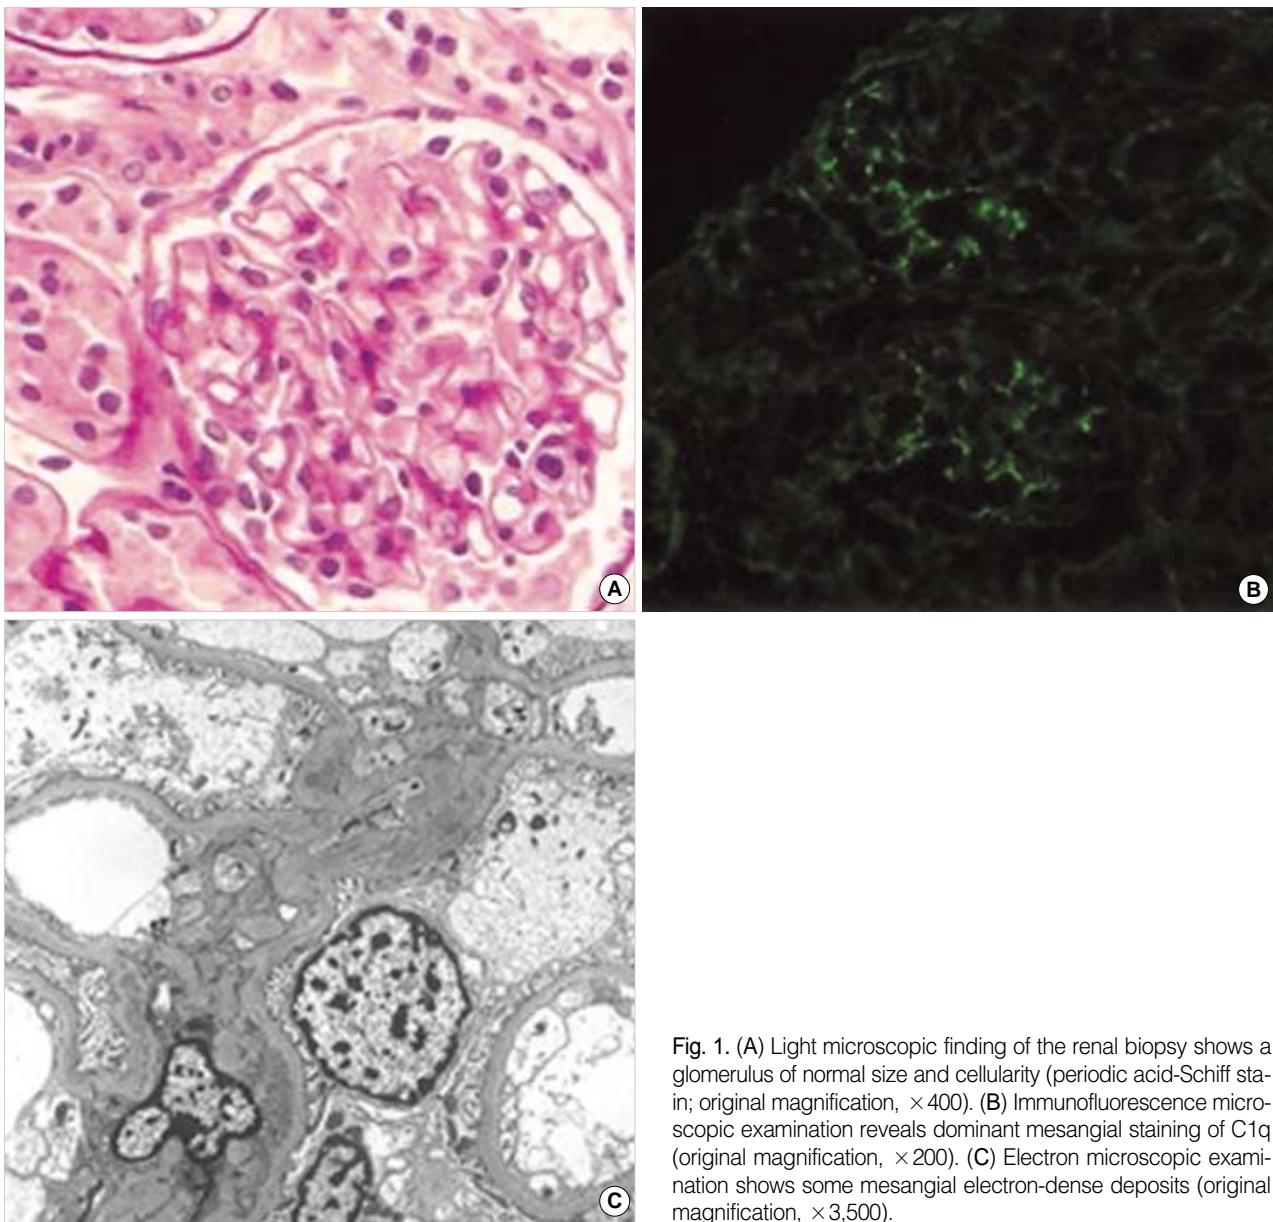 A
B
C
Fig. 1. (A) Light microscopic finding of the renal biopsy shows a
glomerulus of normal size and cellularity (periodic acid-Schiff sta-
in; original magnification, ×400). (B) Immunofluorescence micro-
scopic examination reveals dominant mesangial staining of C1q
(original magnification, ×200). (C) Electron microscopic exami-
nation shows some mesangial electron-dense deposits (original
magnification, ×3,500).